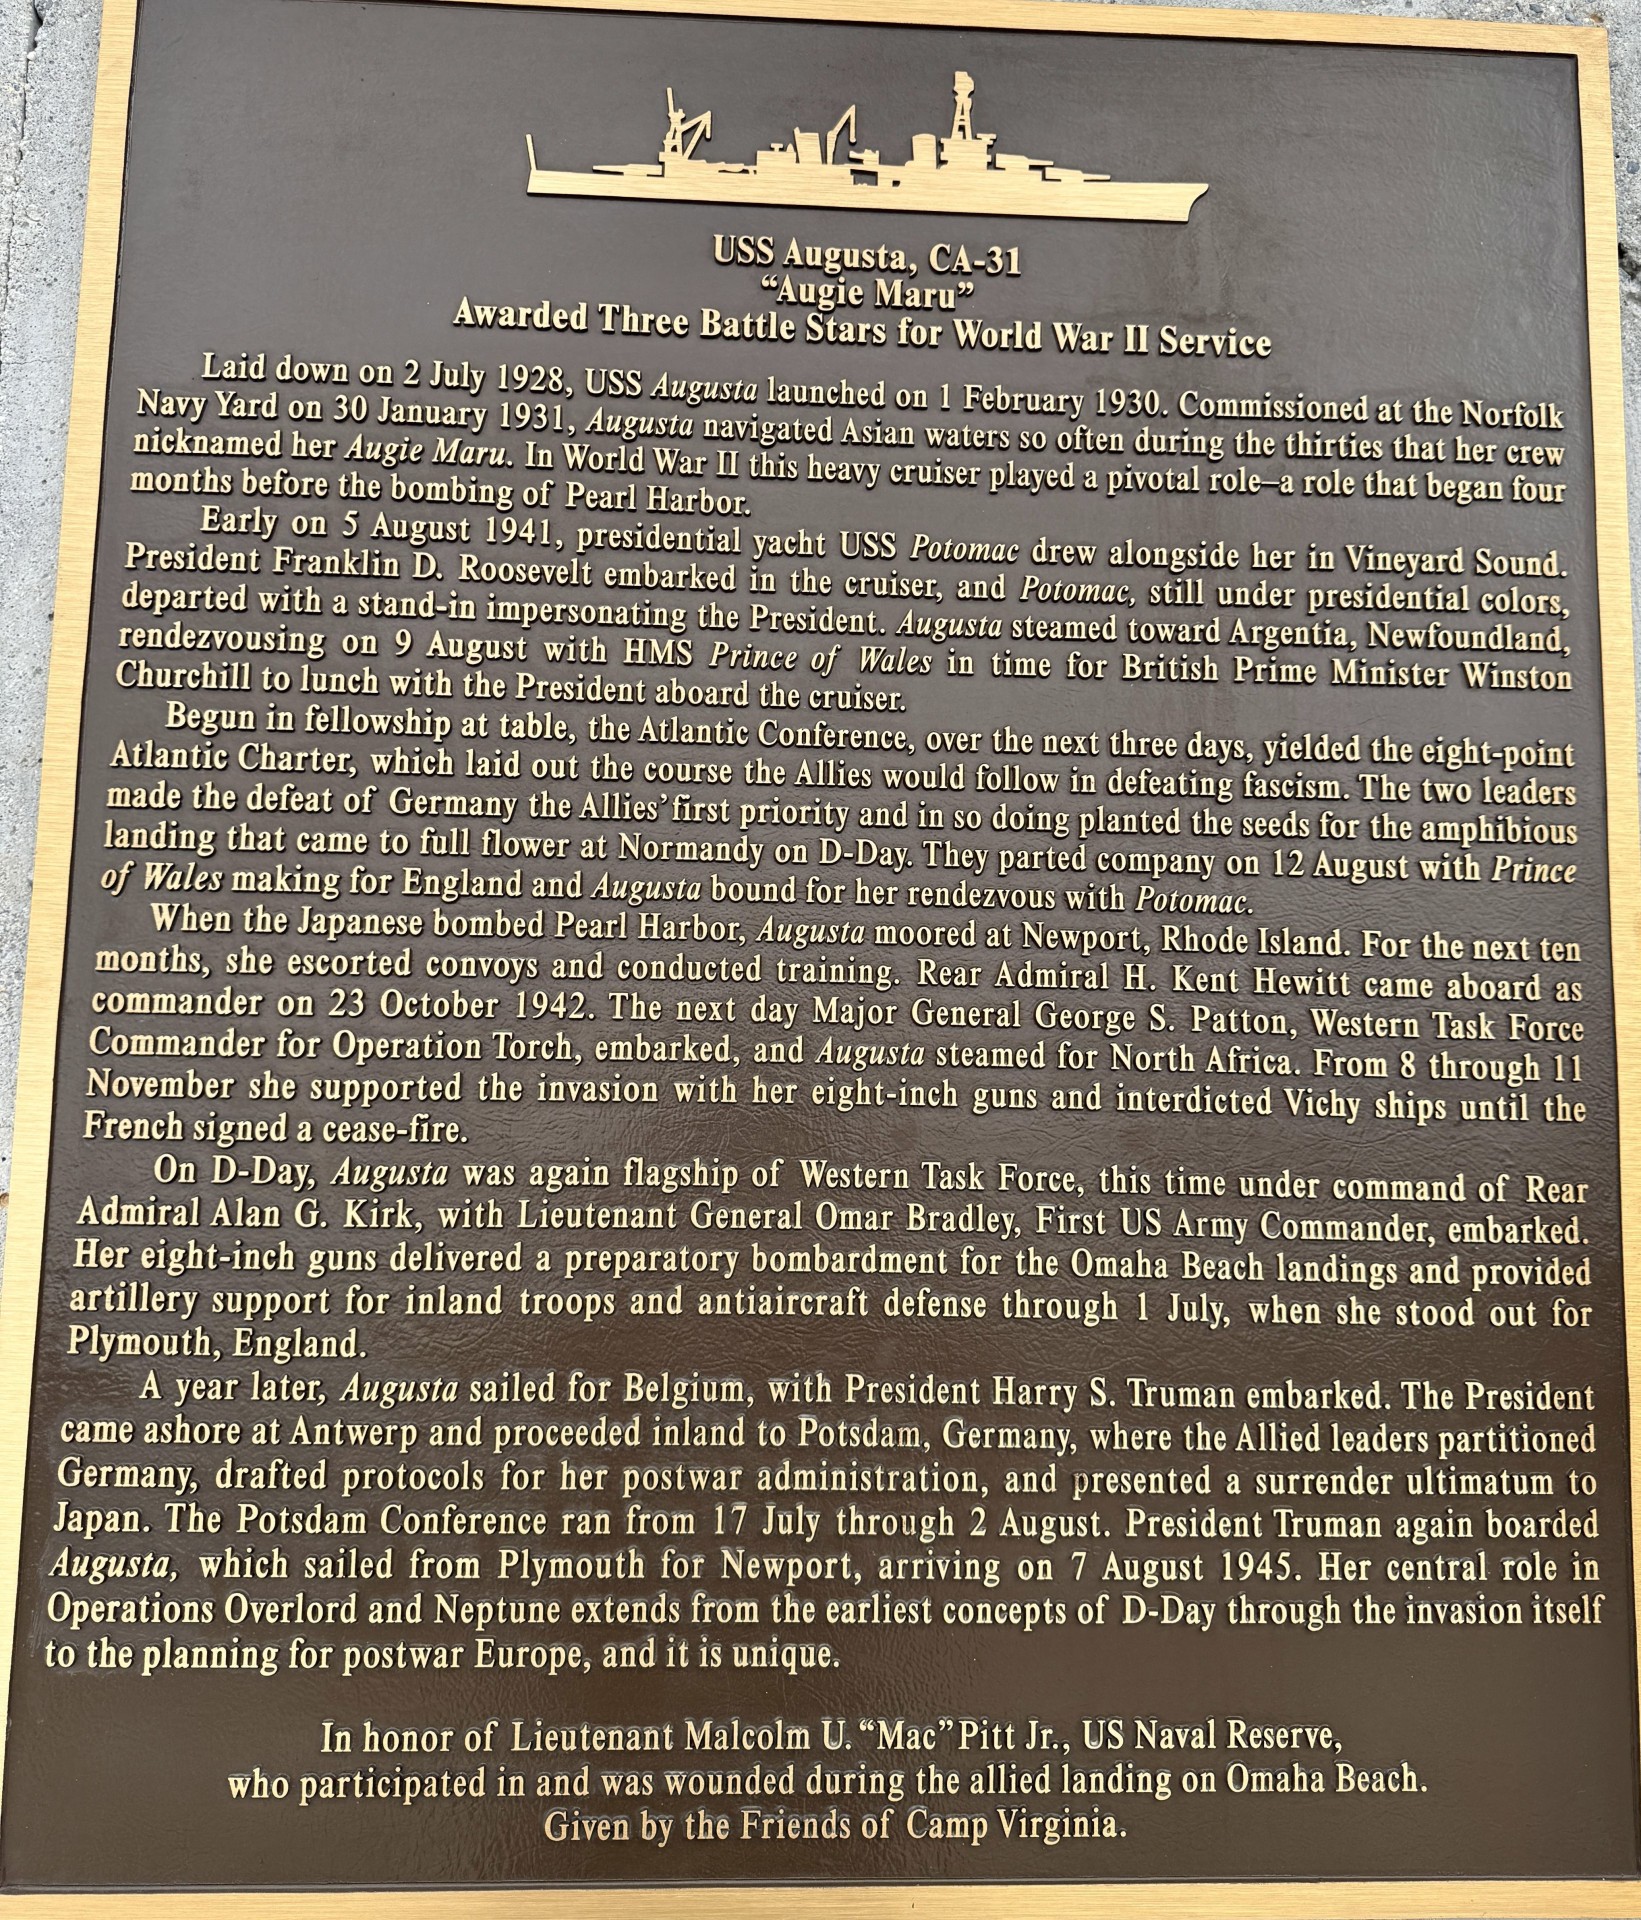 USS Augusta, CA-31
“Augie Maru”
Awarded Three Battle Stars for World War II Service
Laid down on 2 July 1928, USS Augusta launched on 1 February 1930. Commissioned at the Norfolk
Navy Yard on 30 January 1931, Augusta navigated Asian waters so often during the thirties that her crew
nicknamed her Augie Maru. In World War II this heavy cruiser played a pivotal role–a role that began four
months before the bombing of Pearl Harbor.
Early on 5 August 1941, presidential yacht USS Potomac drew alongside her in Vineyard Sound.
President Franklin D. Roosevelt embarked in the cruiser, and Potomac, still under presidential colors,
departed with a stand-in impersonating the President. Augusta steamed toward Argentia, Newfoundland,
rendezvousing on 9 August with HMS Prince of Wales in time for British Prime Minister Winston
Churchill to lunch with the President aboard the cruiser.
Begun in fellowship at table, the Atlantic Conference, over the next three days, yielded the eight-point
Atlantic Charter, which laid out the course the Allies would follow in defeating fascism. The two leaders
made the defeat of Germany the Allies’ first priority and in so doing planted the seeds for the amphibious
landing that came to full flower at Normandy on D-Day. They parted company on 12 August with Prince
of Wales making for England and Augusta bound for her rendezvous with Potomac.
When the Japanese bombed Pearl Harbor, Augusta moored at Newport, Rhode Island. For the next ten
months, she escorted convoys and conducted training. Rear Admiral H. Kent Hewitt came aboard as
commander on 23 October 1942. The next day Major General George S. Patton, Western Task Force
Commander for Operation Torch, embarked, and Augusta steamed for North Africa. From 8 through 11
November she supported the invasion with her eight-inch guns and interdicted Vichy ships until the
French signed a cease-fire.
On D-Day, Augusta was again flagship of Western Task Force, this time under command of Rear
Admiral Alan G. Kirk, with Lieutenant General Omar Bradley, First US Army Commander, embarked.
Her eight-inch guns delivered a preparatory bombardment for the Omaha Beach landings and provided
artillery support for inland troops and antiaircraft defense through 1 July, when she stood out for
Plymouth, England.
A year later, Augusta sailed for Belgium, with President Harry S. Truman embarked. The President
came ashore at Antwerp and proceeded inland to Potsdam, Germany, where the Allied leaders partitioned
Germany, drafted protocols for her postwar administration, and presented a surrender ultimatum to
Japan. The Potsdam Conference ran from 17 July through 2 August. President Truman again boarded
Augusta, which sailed from Plymouth for Newport, arriving on 7 August 1945. Her central role in
Operations Overlord and Neptune extends from the earliest concepts of D-Day through the invasion itself
to the planning for postwar Europe, and it is unique.
In honor of Lieutenant Malcolm U. “Mac” Pitt Jr., US Naval Reserve,
who participated in and was wounded during the allied landing on Omaha Beach.
Given by the Friends of Camp Virginia.